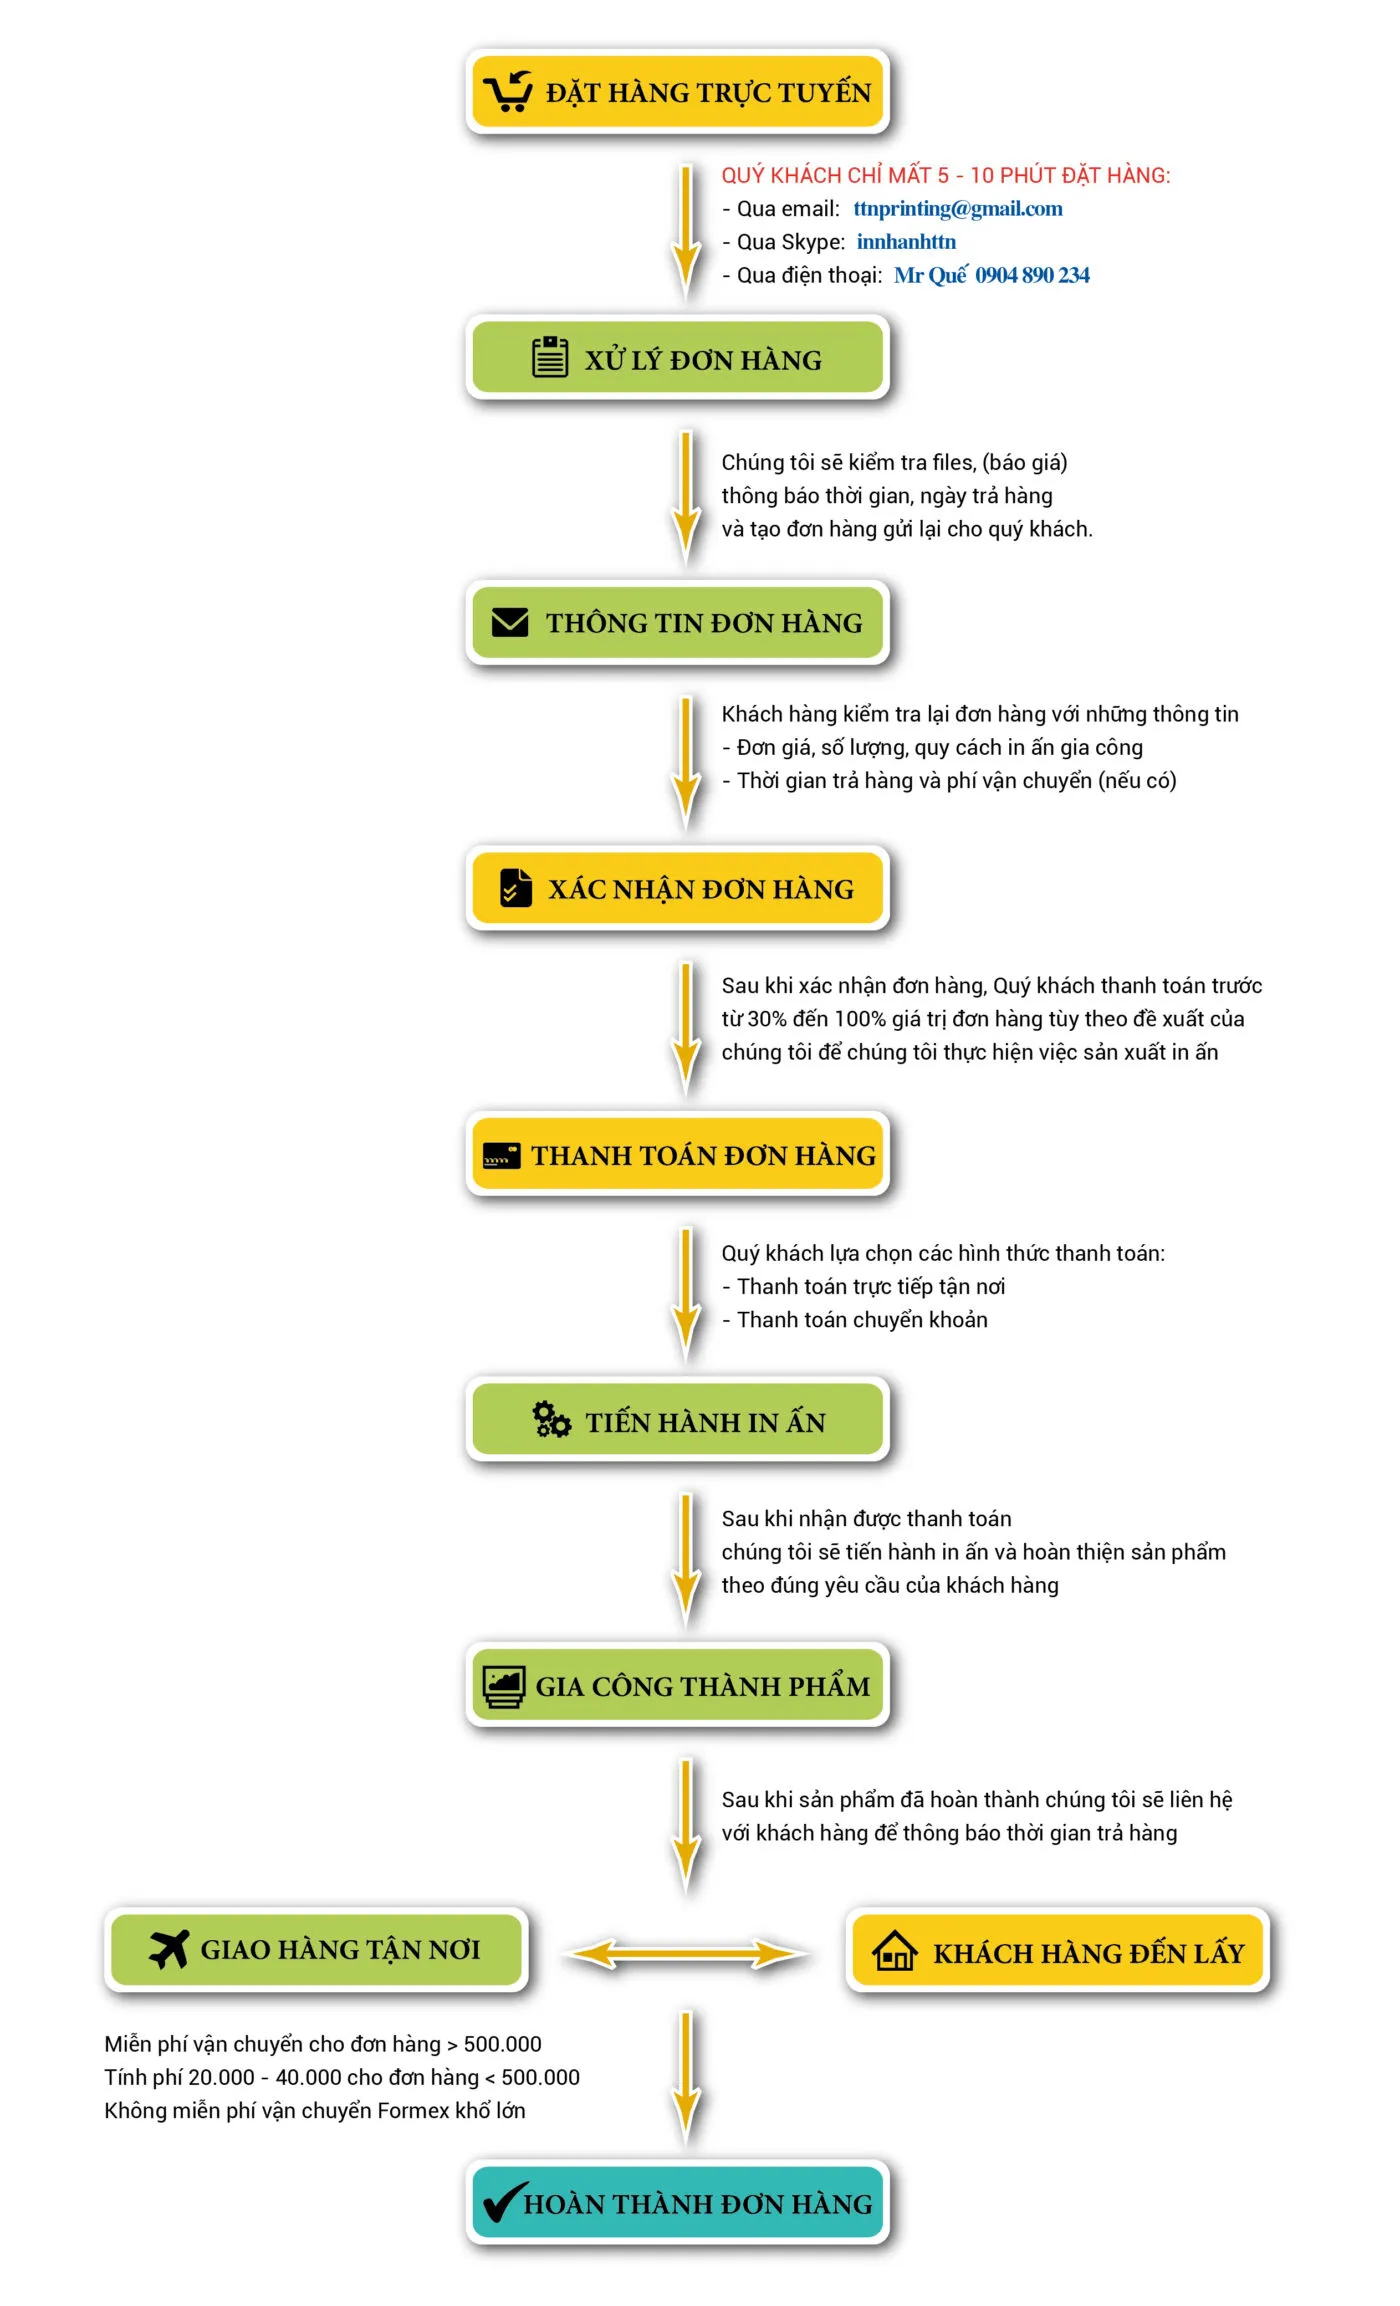 ĐẶT HÀNG TRỰC TUYẾN
QUÝ KHÁCH CHỈ MẤT 5 - 10 PHÚT ĐẶT HÀNG:
- Qua email: ttnprinting@gmail.com
- Qua Skype: innhanhttn
- Qua điện thoại: Mr Quế 0904 890 234
XỬ LÝ ĐƠN HÀNG
Chúng tôi sẽ kiểm tra files, (báo giá)
thông báo thời gian, ngày trả hàng
và tạo đơn hàng gửi lại cho quý khách.
THÔNG TIN ĐƠN HÀNG
Khách hàng kiểm tra lại đơn hàng với những thông tin
- Đơn giá, số lượng, quy cách in ấn gia công
- Thời gian trả hàng và phí vận chuyển (nếu có)
XÁC NHẬN ĐƠN HÀNG
Sau khi xác nhận đơn hàng, Quý khách thanh toán trước
từ 30% đến 100% giá trị đơn hàng tùy theo đề xuất của
chúng tôi để chúng tôi thực hiện việc sản xuất in ấn
THANH TOÁN ĐƠN HÀNG
Quý khách lựa chọn các hình thức thanh toán:
- Thanh toán trực tiếp tận nơi
- Thanh toán chuyển khoản
TIẾN HÀNH IN ẤN
Sau khi nhận được thanh toán
chúng tôi sẽ tiến hành in ấn và hoàn thiện sản phẩm
theo đúng yêu cầu của khách hàng
GIA CÔNG THÀNH PHẨM
Sau khi sản phẩm đã hoàn thành chúng tôi sẽ liên hệ
với khách hàng để thông báo thời gian trả hàng
GIAO HÀNG TẬN NƠI
KHÁCH HÀNG ĐẾN LẤY
Miễn phí vận chuyển cho đơn hàng > 500.000
Tính phí 20.000 - 40.000 cho đơn hàng < 500.000
Không miễn phí vận chuyển Formex khổ lớn
HOÀN THÀNH ĐƠN HÀNG